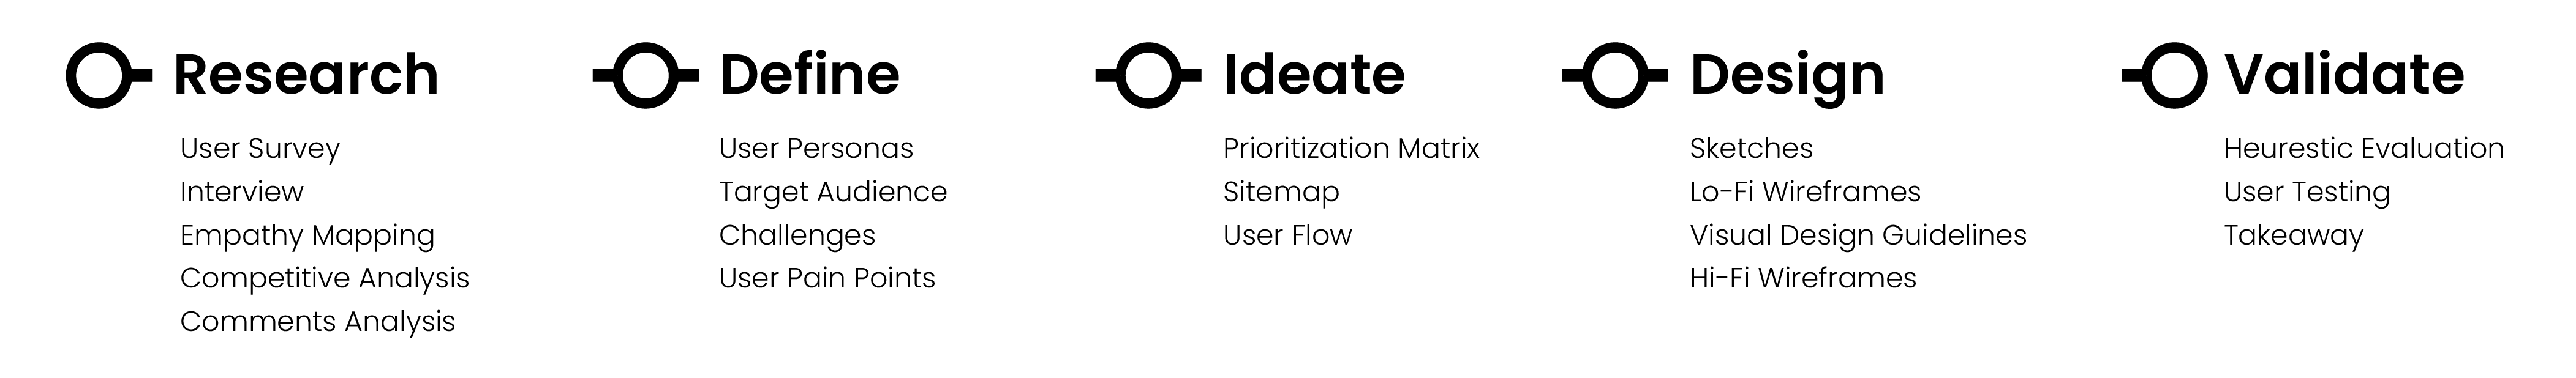 Research
User Survey
Interview
Empathy Mapping
Competitive Analysis
Comments Analysis
Define
User Personas
Target Audience
Challenges
User Pain Points
Ideate
Prioritization Matrix
Sitemap
User Flow
Design
Sketches
Lo-Fi Wireframes
Visual Design Guidelines
Hi-Fi Wireframes
Validate
Heurestic Evaluation
User Testing
Takeaway